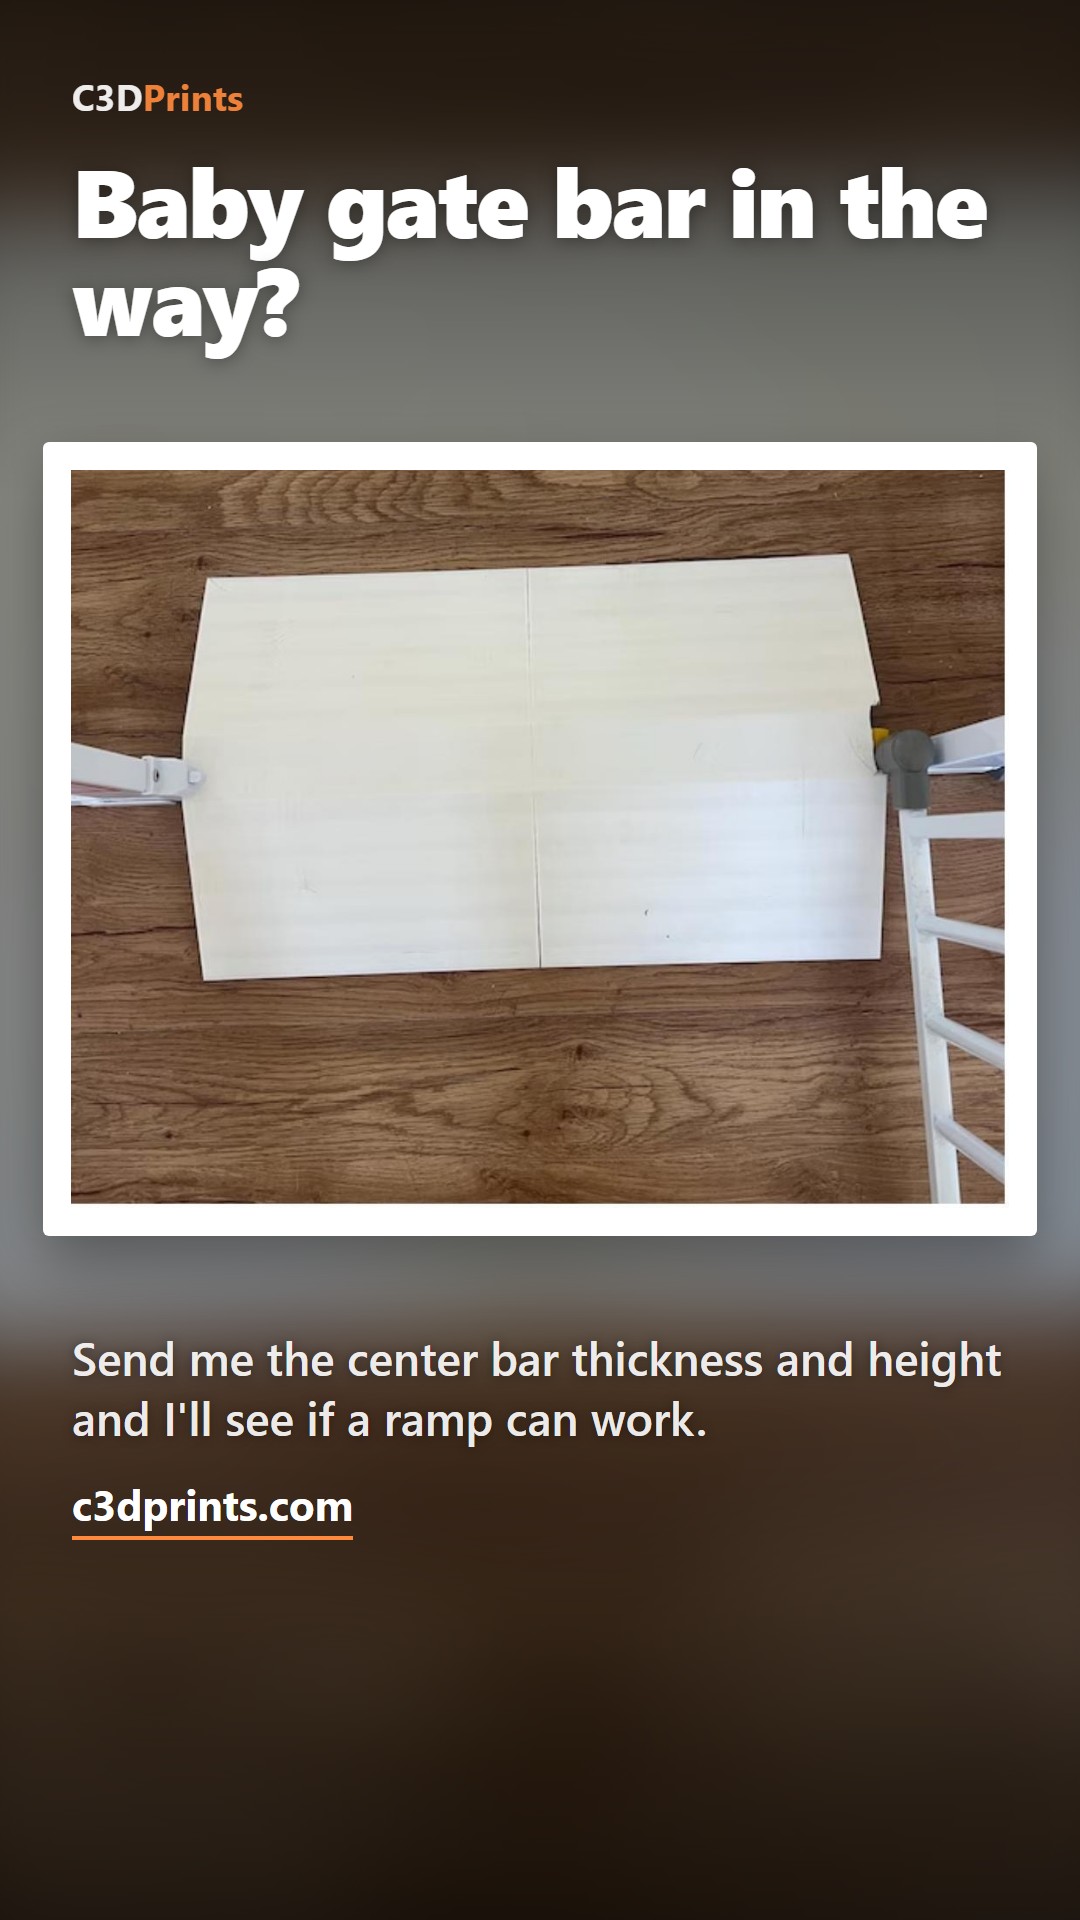 C3DPrints
Baby gate bar in the
way?
Send me the center bar thickness and height
and I'll see if a ramp can work.
c3dprints.com